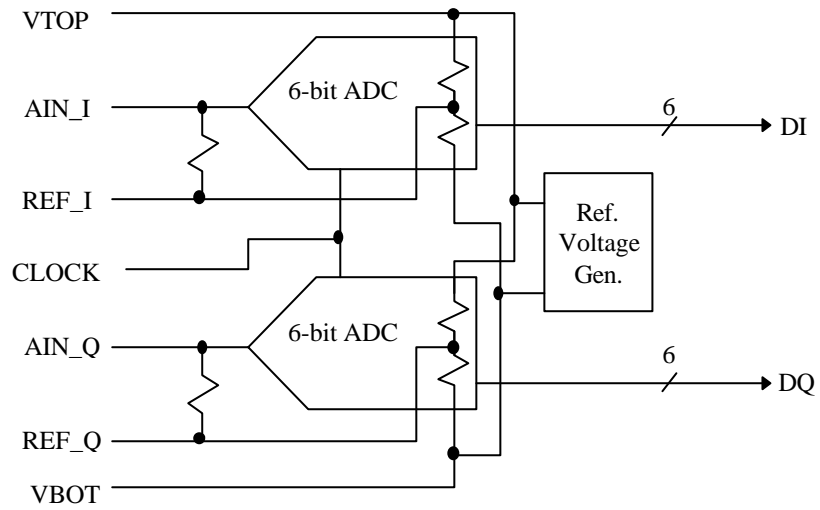 VTOP
6-bit ADC
AIN_I
6
DI
REF_I
Ref.
Voltage
Gen.
CLOCK
6-bit ADC
AIN_Q
6
DQ
REF_Q
VBOT